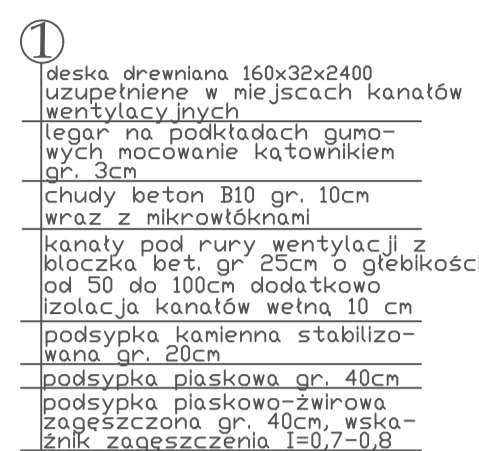 1
deska drewniana 160x32x2400
uzupełniene w miejscach kanałów
wentylacyjnych
legar na podkładach gumo-
wych mocowanie kątownikiem
gr. 3cm
chudy beton B10 gr. 10cm
wraz z mikrowłóknami
kanały pod rury wentylacji z
bloczka bet. gr 25cm o głebikości
od 50 do 100cm dodatkowo
izolacja kanałów wełną 10 cm
podsypka kamienna stabilizo-
wana gr. 20cm
podsypka piaskowa gr. 40cm
podsypka piaskowo-żwirowa
zagęszczona gr. 40cm, wska-
źnik zagęszczenia I=0,7-0,8